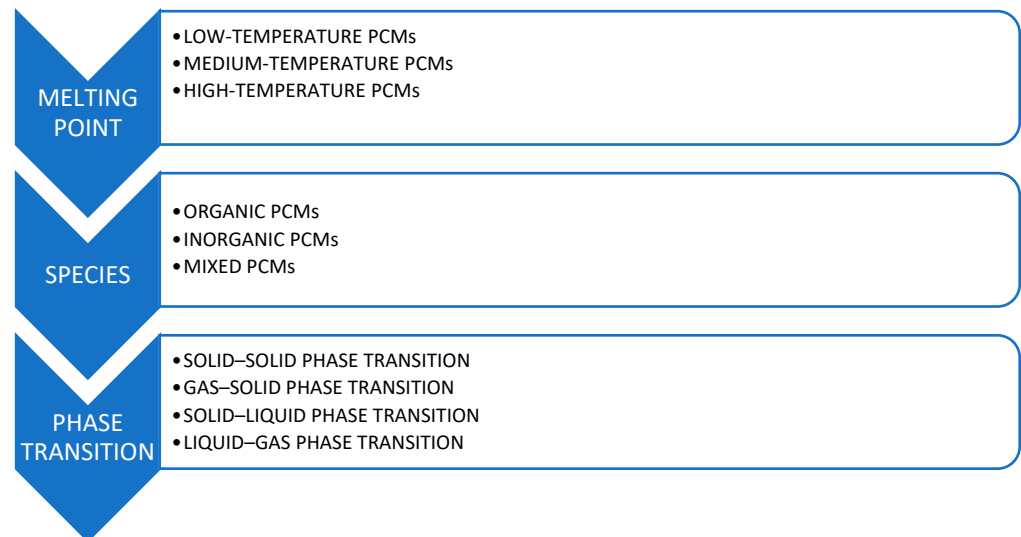 MELTING
POINT
•LOW-TEMPERATURE PCMs
•MEDIUM-TEMPERATURE PCMs
•HIGH-TEMPERATURE PCMs
SPECIES
•ORGANIC PCMs
•INORGANIC PCMs
•MIXED PCMs
PHASE
TRANSITION
•SOLID–SOLID PHASE TRANSITION
•GAS–SOLID PHASE TRANSITION
•SOLID–LIQUID PHASE TRANSITION
•LIQUID–GAS PHASE TRANSITION